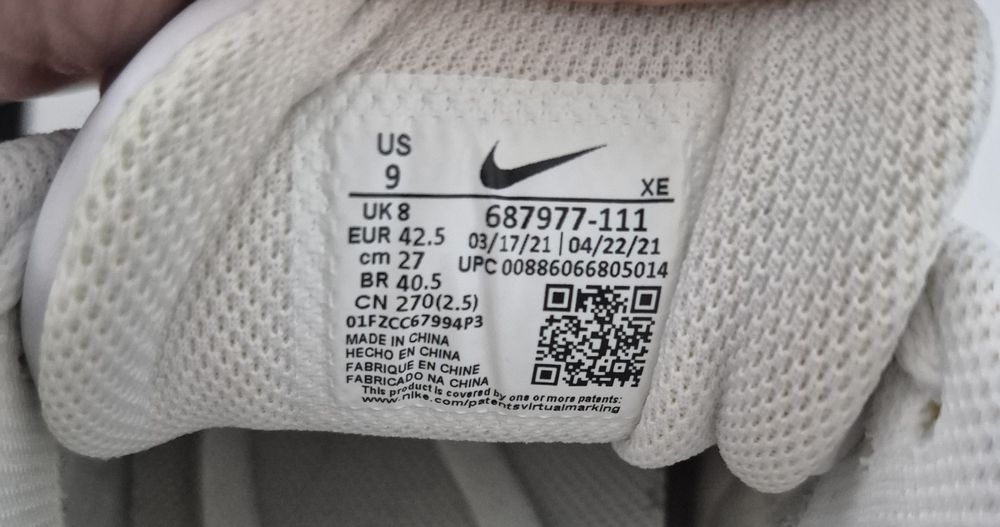 US
9
XE
UK 8
EUR 42.5
cm 27
BR 40.5
CN 270(2.5)
01FZCC67994P3
687977-111
03/17/21 | 04/22/21
UPC 00886066805014
MADE IN CHINA
HECHO EN CHINA
FABRIQUE EN CHINE
FABRICADO NA CHINA
This product is covered by one or more patents:
www.nike.com/patentsvirtualmarking